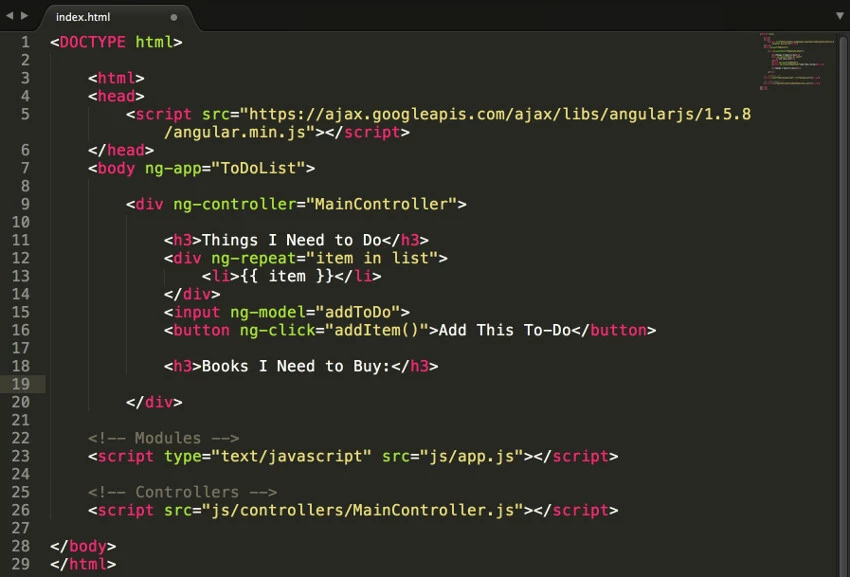 index.html
1 <DOCTYPE html>
2
3 <html>
4 <head>
5 <script src="https://ajax.googleapis.com/ajax/libs/angularjs/1.5.8
/angular.min.js"></script>
6 </head>
7 <body ng-app="ToDoList">
8
9 <div ng-controller="MainController">
10
11 <h3>Things I Need to Do</h3>
12 <div ng-repeat="item in list">
13 <li>{{ item }}</li>
14 </div>
15 <input ng-model="addToDo">
16 <button ng-click="addItem()">Add This To-Do</button>
17
18 <h3>Books I Need to Buy:</h3>
19
20 </div>
21
22 <!-- Modules -->
23 <script type="text/javascript" src="js/app.js"></script>
24
25 <!-- Controllers -->
26 <script src="js/controllers/MainController.js"></script>
27
28 </body>
29 </html>